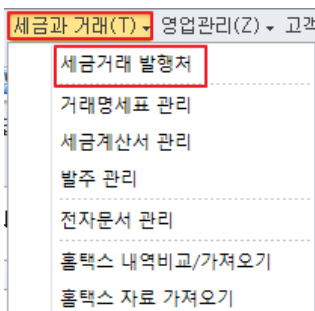 세금과 거래(T) 영업관리(Z) 고객
세금거래 발행처
거래명세표 관리
세금계산서 관리
발주 관리
전자문서 관리
홈택스 내역비교/가져오기
홈택스 자료 가져오기